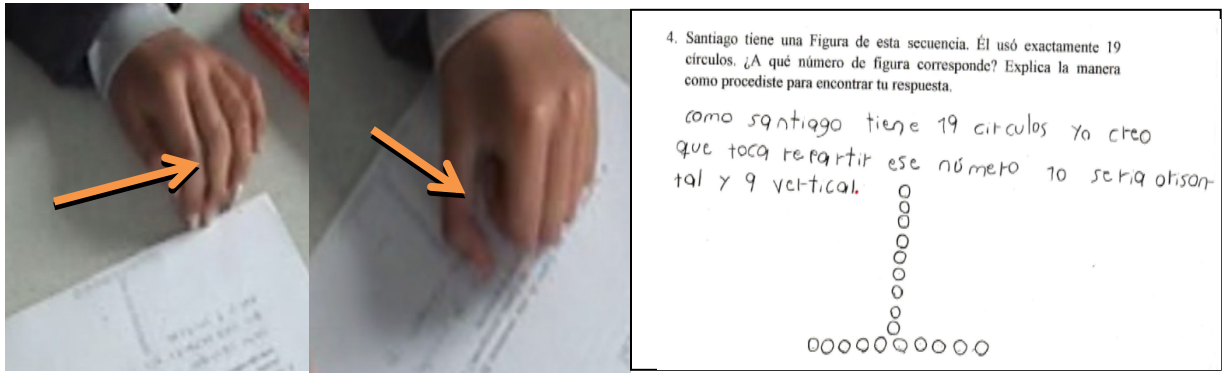 4. Santiago tiene una Figura de esta secuencia. Él usó exactamente 19
círculos. ¿A qué número de figura corresponde? Explica la manera
como procediste para encontrar tu respuesta.
como santiago tiene 19 circulos yo creo
que toca repartir ese número 10 seria orison-
tal y 9 vertical.